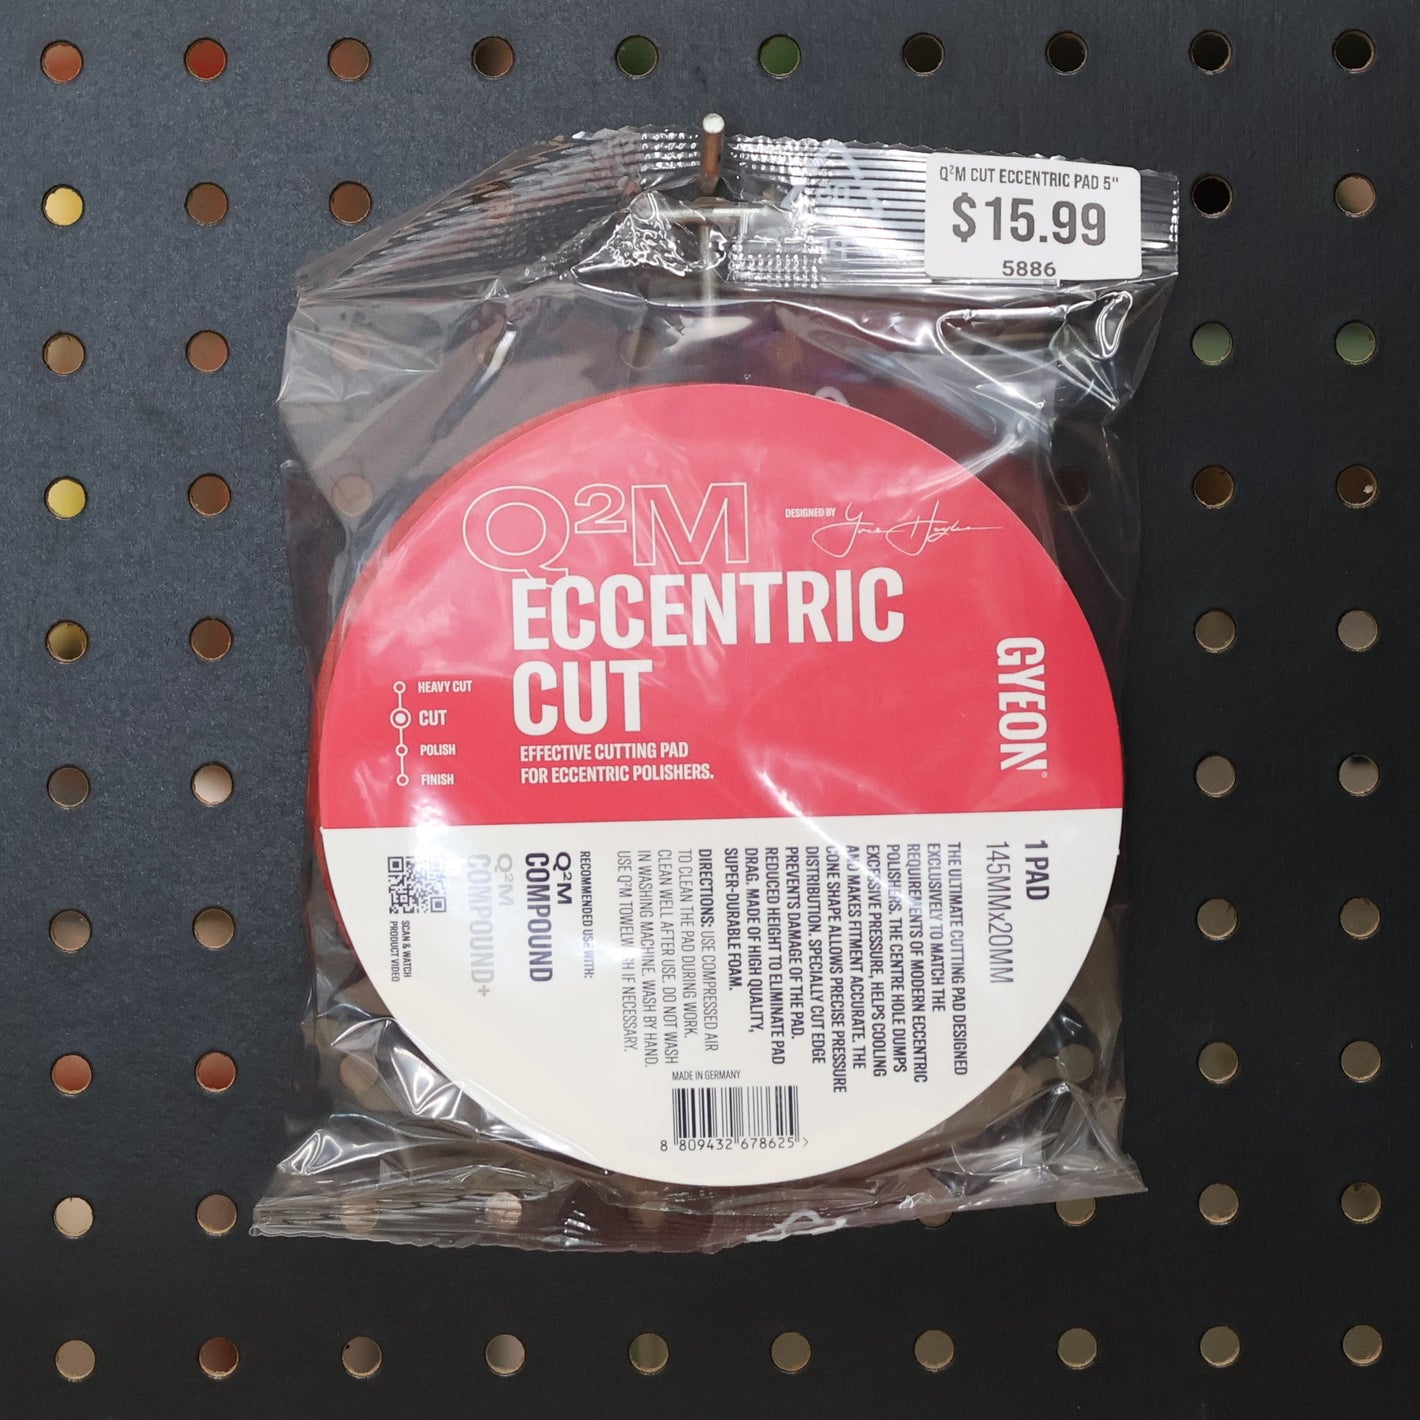 Q²M CUT ECCENTRIC PAD 5"
$15.99
5886
Q²M
DESIGNED BY
ECCENTRIC
CUT
EFFECTIVE CUTTING PAD
FOR ECCENTRIC POLISHERS.
HEAVY CUT
CUT
POLISH
FINISH
GYEON®
1 PAD
145MMx20MM
THE ULTIMATE CUTTING PAD DESIGNED
EXCLUSIVELY TO MATCH THE
REQUIREMENTS OF MODERN ECCENTRIC
POLISHERS. THE CENTRE HOLE DUMPS
EXCESSIVE PRESSURE, HELPS COOLING
AND MAKES FITMENT ACCURATE. THE
CONE SHAPE ALLOWS PRECISE PRESSURE
DISTRIBUTION. SPECIALLY CUT EDGE
PREVENTS DAMAGE OF THE PAD.
REDUCED HEIGHT TO ELIMINATE PAD
DRAG. MADE OF HIGH QUALITY,
SUPER-DURABLE FOAM.
DIRECTIONS: USE COMPRESSED AIR
TO CLEAN THE PAD DURING WORK.
CLEAN WELL AFTER USE. DO NOT WASH
IN WASHING MACHINE. WASH BY HAND.
USE Q²M TOWELWASH IF NECESSARY.
RECOMMENDED USE WITH:
Q²M
COMPOUND
Q²M
COMPOUND+
SCAN & WATCH
PRODUCT VIDEO
MADE IN GERMANY
8 809432 678625 >